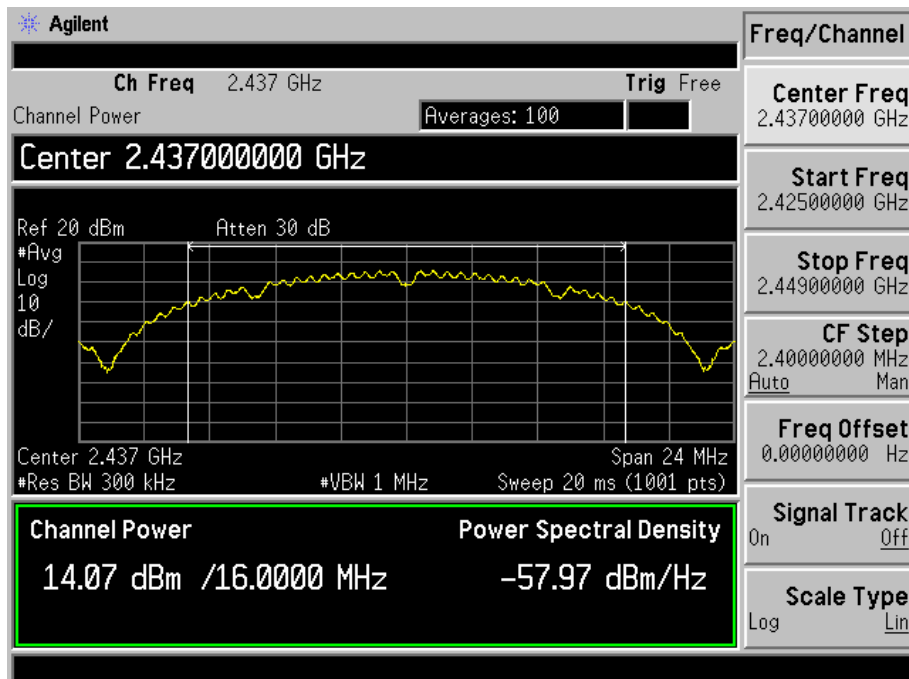 Agilent
Freq/Channel
Ch Freq 2.437 GHz Trig Free
Channel Power Averages: 100
Center 2.437000000 GHz
Ref 20 dBm Atten 30 dB
#Avg
Log
10
dB/
Center 2.437 GHz Span 24 MHz
#Res BW 300 kHz #VBW 1 MHz Sweep 20 ms (1001 pts)
Channel Power Power Spectral Density
14.07 dBm /16.0000 MHz -57.97 dBm/Hz
Center Freq
2.43700000 GHz
Start Freq
2.42500000 GHz
Stop Freq
2.44900000 GHz
CF Step
2.40000000 MHz
Auto Man
Freq Offset
0.00000000 Hz
Signal Track
On Off
Scale Type
Log Lin